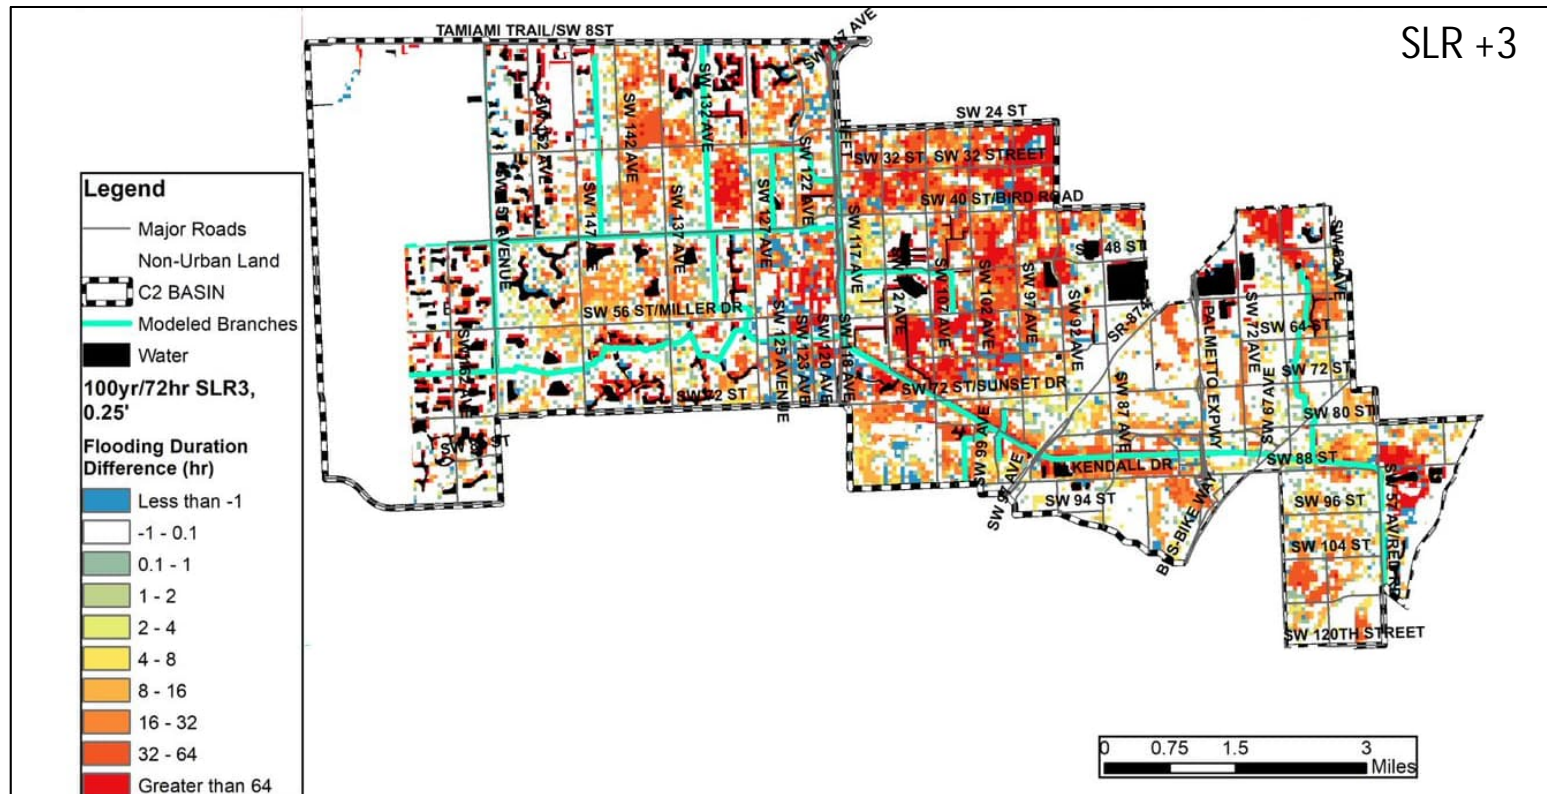 SLR +3
TAMIAMI TRAIL/SW 8ST
SW 24 ST
SW 132 AVE
SW 142 AVE
SW 122 AVE
SW 32 ST
SW 32 STREET
SW 40 ST/BIRD ROAD
SW 147 A
SW 137 AVE
SW 127 AVE
SW 117 AVE
48 ST
SW 107 AVE
SW 102 AVE
SW 97 AVE
SW 92 AVE
SR-874
PALMETTO EXPWY
SW 72 AVE
SW 64 ST
SW 56 ST/MILLER DR
SW 125 AVENUE
SW 123 AVE
SW 120 AVE
SW 118 AVE
SW 72 ST
SW 72 ST/SUNSET DR
SW 72 ST
SW 87 AVE
SW 67 AVE
SW 80 ST
SW 99 AVE
SW 88 ST
KENDALL DR
SW 94 ST
SW 96 ST
SW 57 AV/RED RD
SW 104 ST
SW 120TH STREET
Legend
Major Roads
Non-Urban Land
C2 BASIN
Modeled Branches
Water
100yr/72hr SLR3,
0.25'
Flooding Duration
Difference (hr)
Less than -1
-1 - 0.1
0.1 - 1
1 - 2
2 - 4
4 - 8
8 - 16
16 - 32
32 - 64
Greater than 64
0 0.75 1.5 3
Miles